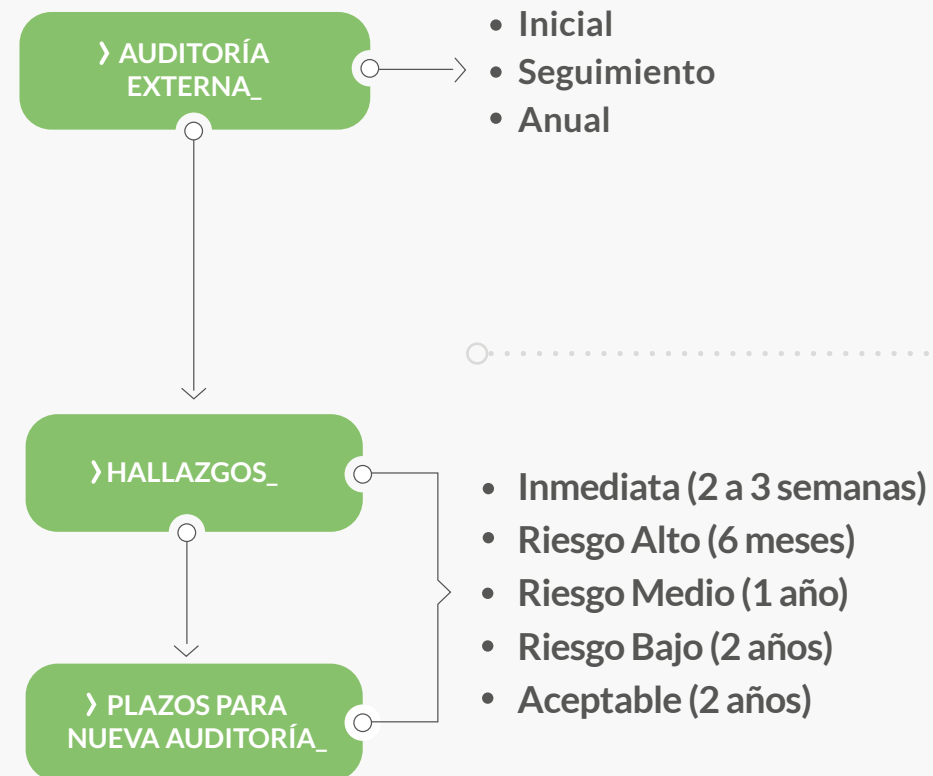 ❯ AUDITORÍA
EXTERNA_
• Inicial
• Seguimiento
• Anual
❯ HALLAZGOS_
• Inmediata (2 a 3 semanas)
• Riesgo Alto (6 meses)
• Riesgo Medio (1 año)
• Riesgo Bajo (2 años)
• Aceptable (2 años)
❯ PLAZOS PARA
NUEVA AUDITORÍA_